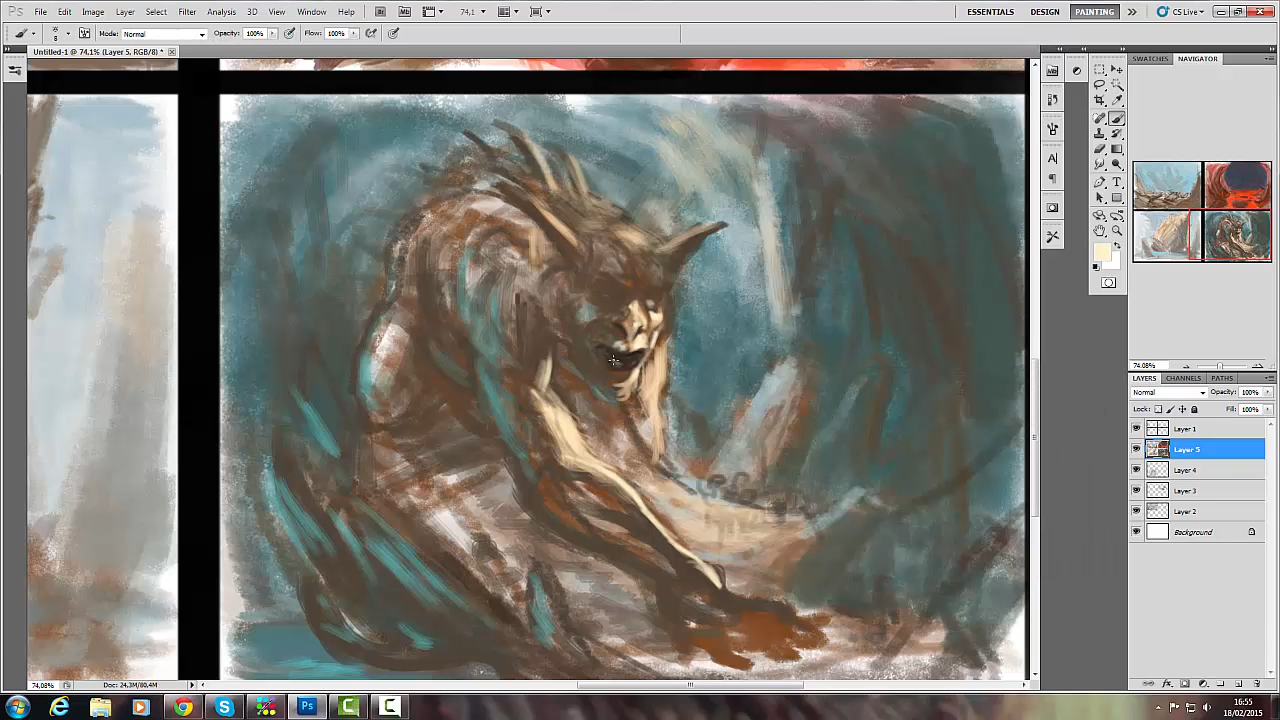 Ps File Edit Image Layer Select Filter Analysis 3D View Window Help Br Mb 74,1 ESSENTIALS DESIGN PAINTING CS Live
8 Mode: Normal Opacity: 100% Flow: 100%
Untitled-1 @ 74,1% (Layer 5, RGB/8) *
SWATCHES NAVIGATOR
74.08%
LAYERS CHANNELS PATHS
Normal Opacity: 100%
Lock: Fill: 100%
Layer 1
Layer 5
Layer 4
Layer 3
Layer 2
Background
74,08% Doc: 24,3M/80,4M
16:55
18/02/2015